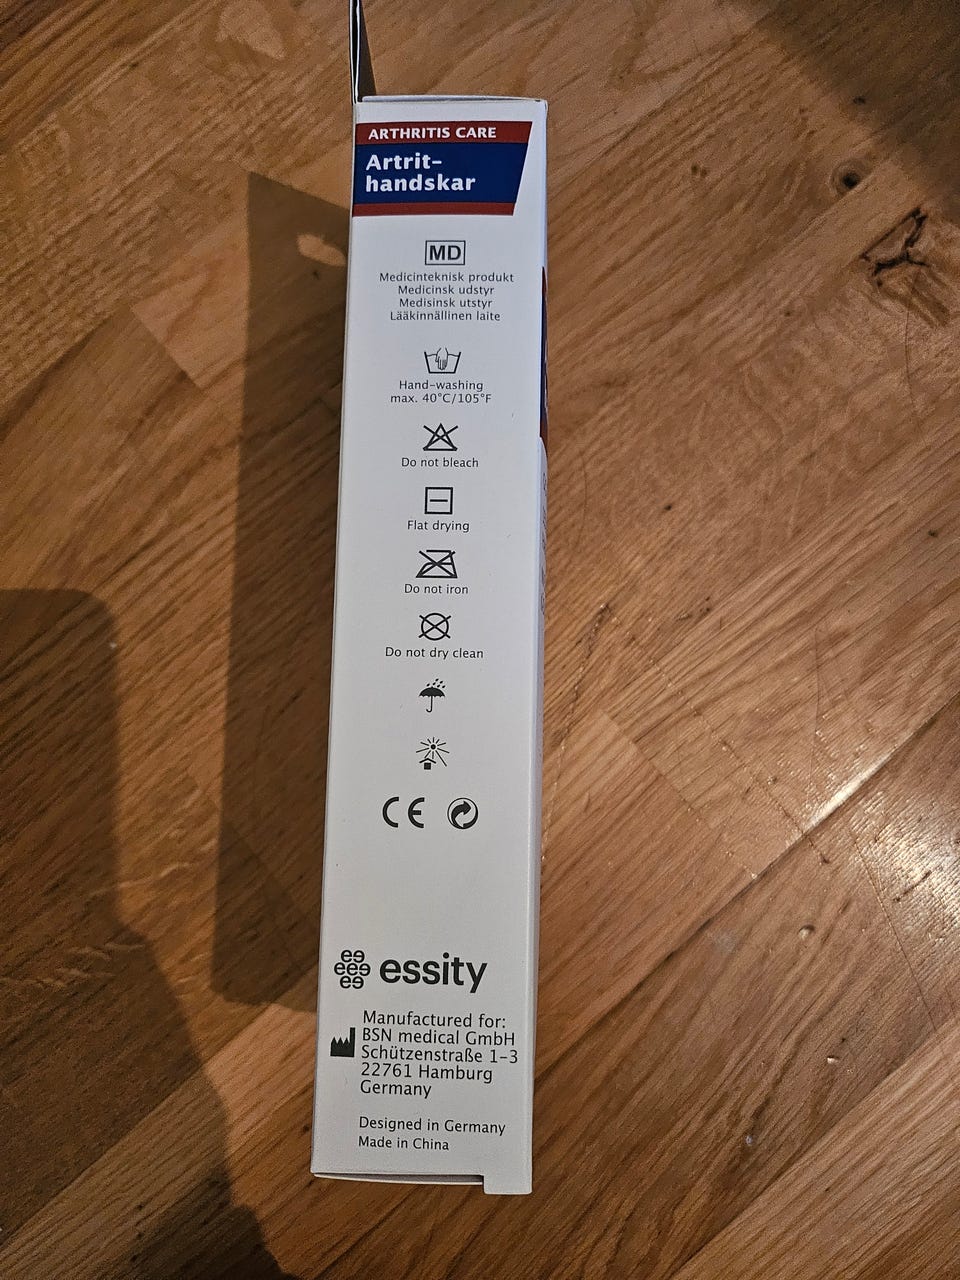 ARTHRITIS CARE
Artrit-
handskar
MD
Medicinteknisk produkt
Medicinsk udstyr
Medisinsk utstyr
Lääkinnällinen laite
Hand-washing
max. 40°C/105°F
Do not bleach
Flat drying
Do not iron
Do not dry clean
CE
essity
Manufactured for:
BSN medical GmbH
Schützenstraße 1-3
22761 Hamburg
Germany
Designed in Germany
Made in China